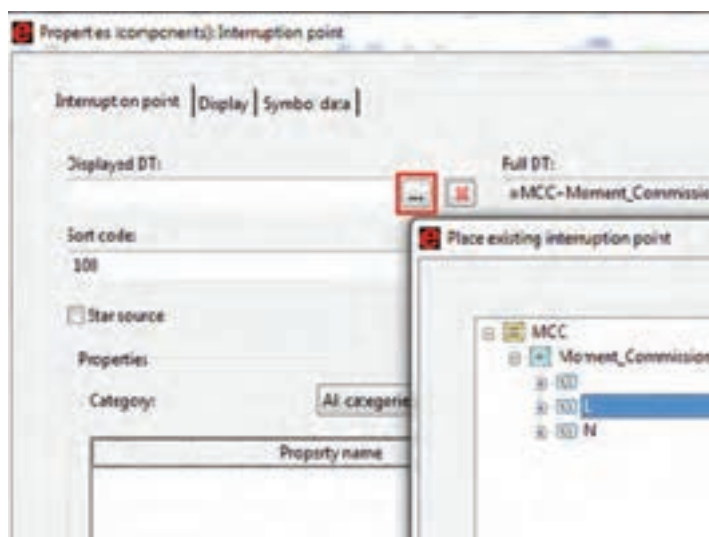 Properties (components): Interruption point
Interruption point Display Symbol data
Displayed DT:
Full DT:
...
=MCC+Moment_Commissio
Sort code:
100
Place existing interruption point
Star source
MCC
Moment_Commission
Properties
Category:
All categorie
L
N
Property name